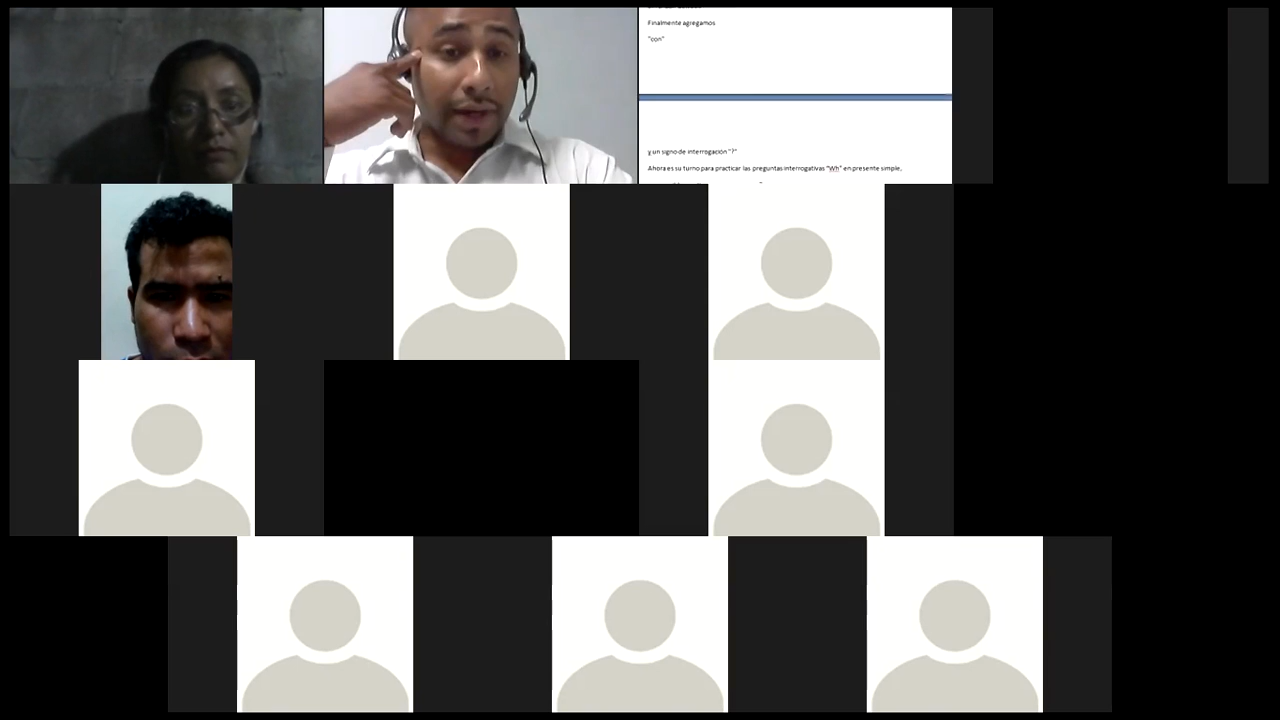 Finalmente agregamos
"con"
y un signo de interrogación "?"
Ahora es su turno para practicar las preguntas interrogativas "Wh" en presente simple,